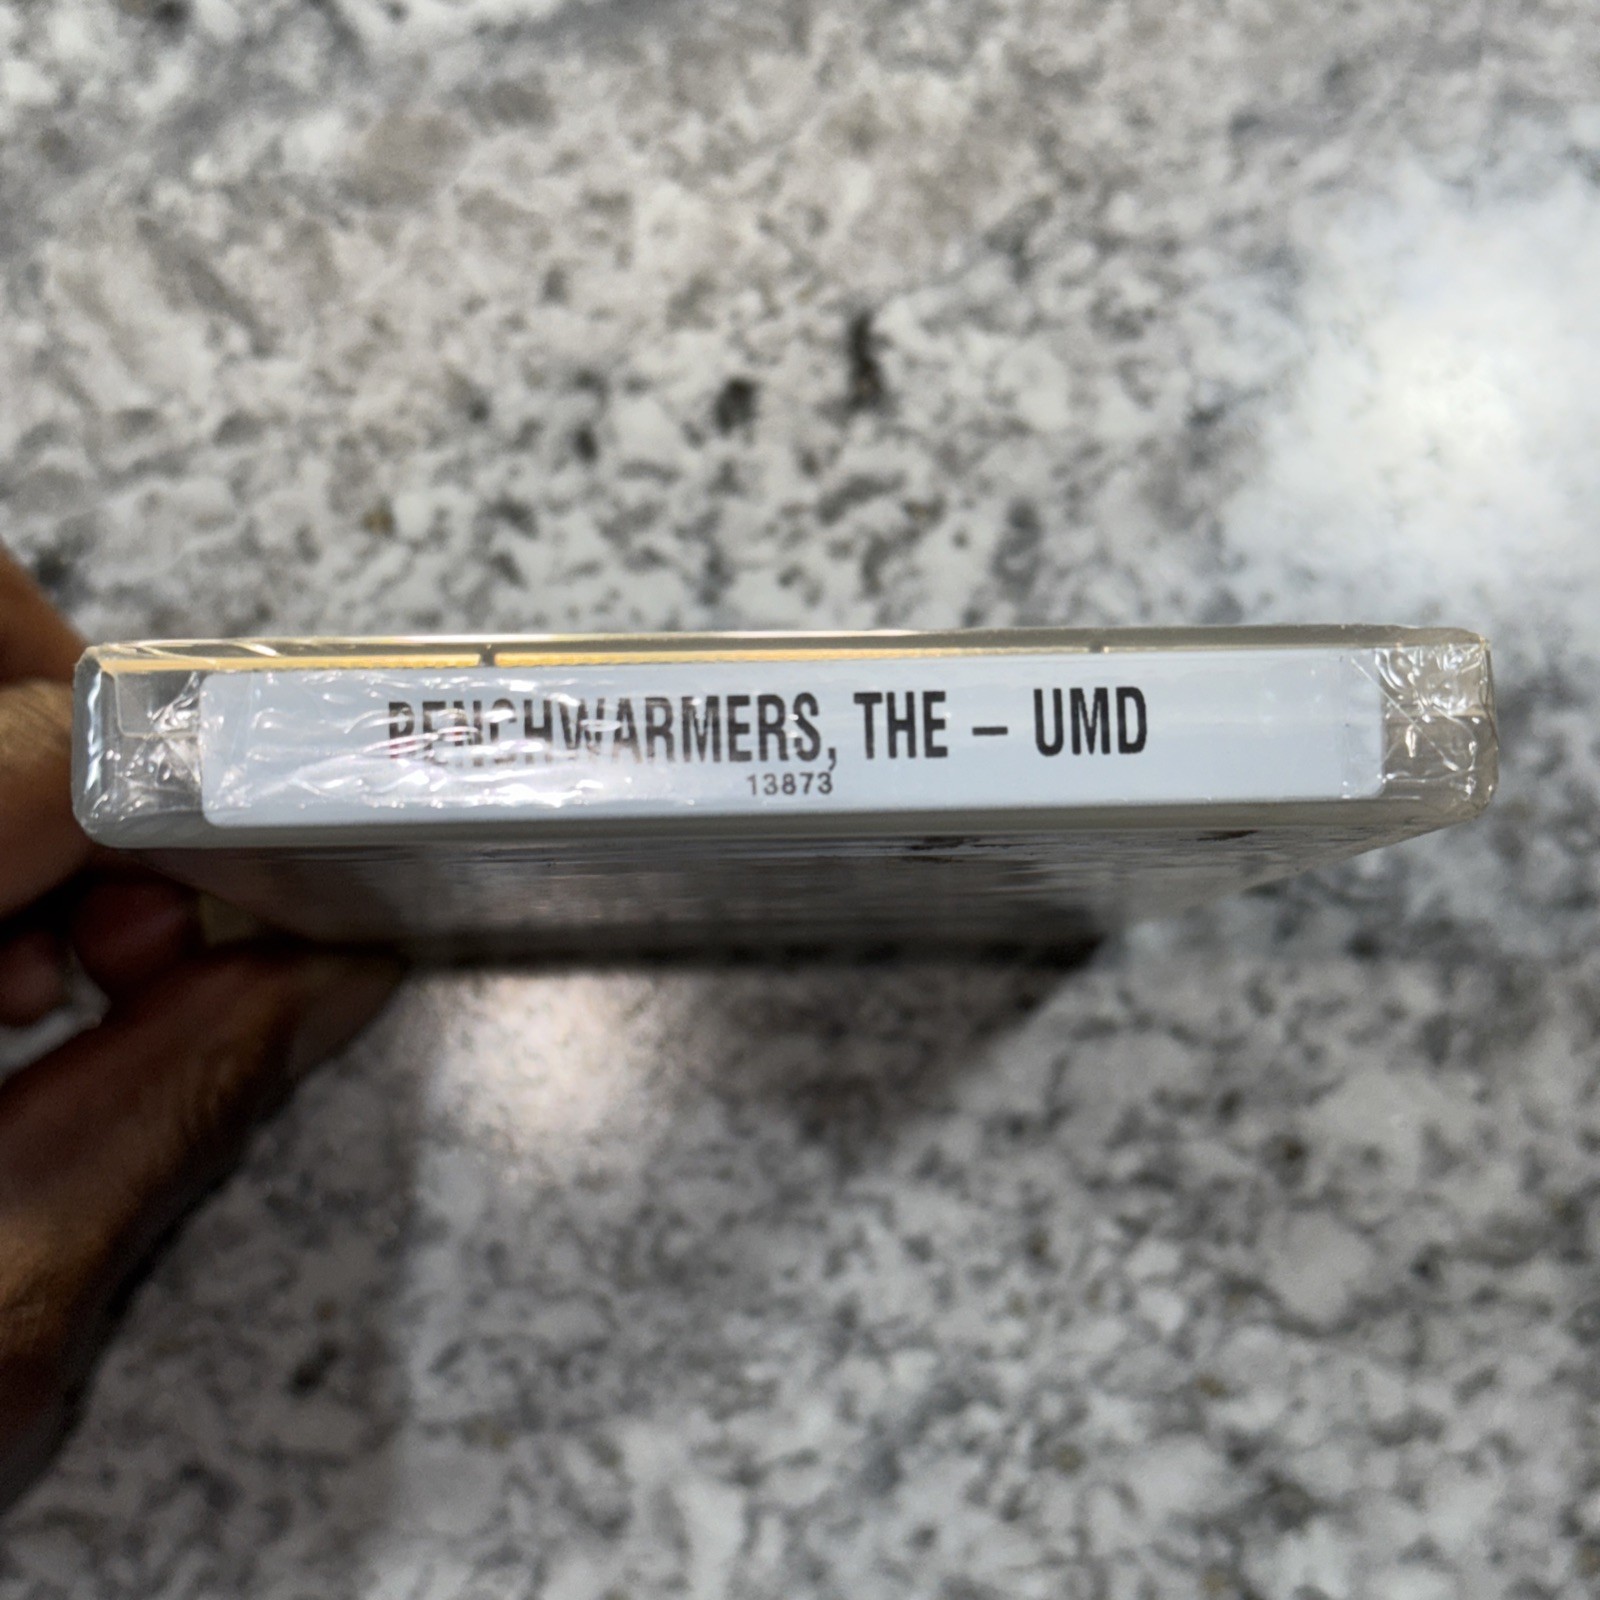 BENCHWARMERS, THE – UMD
13873